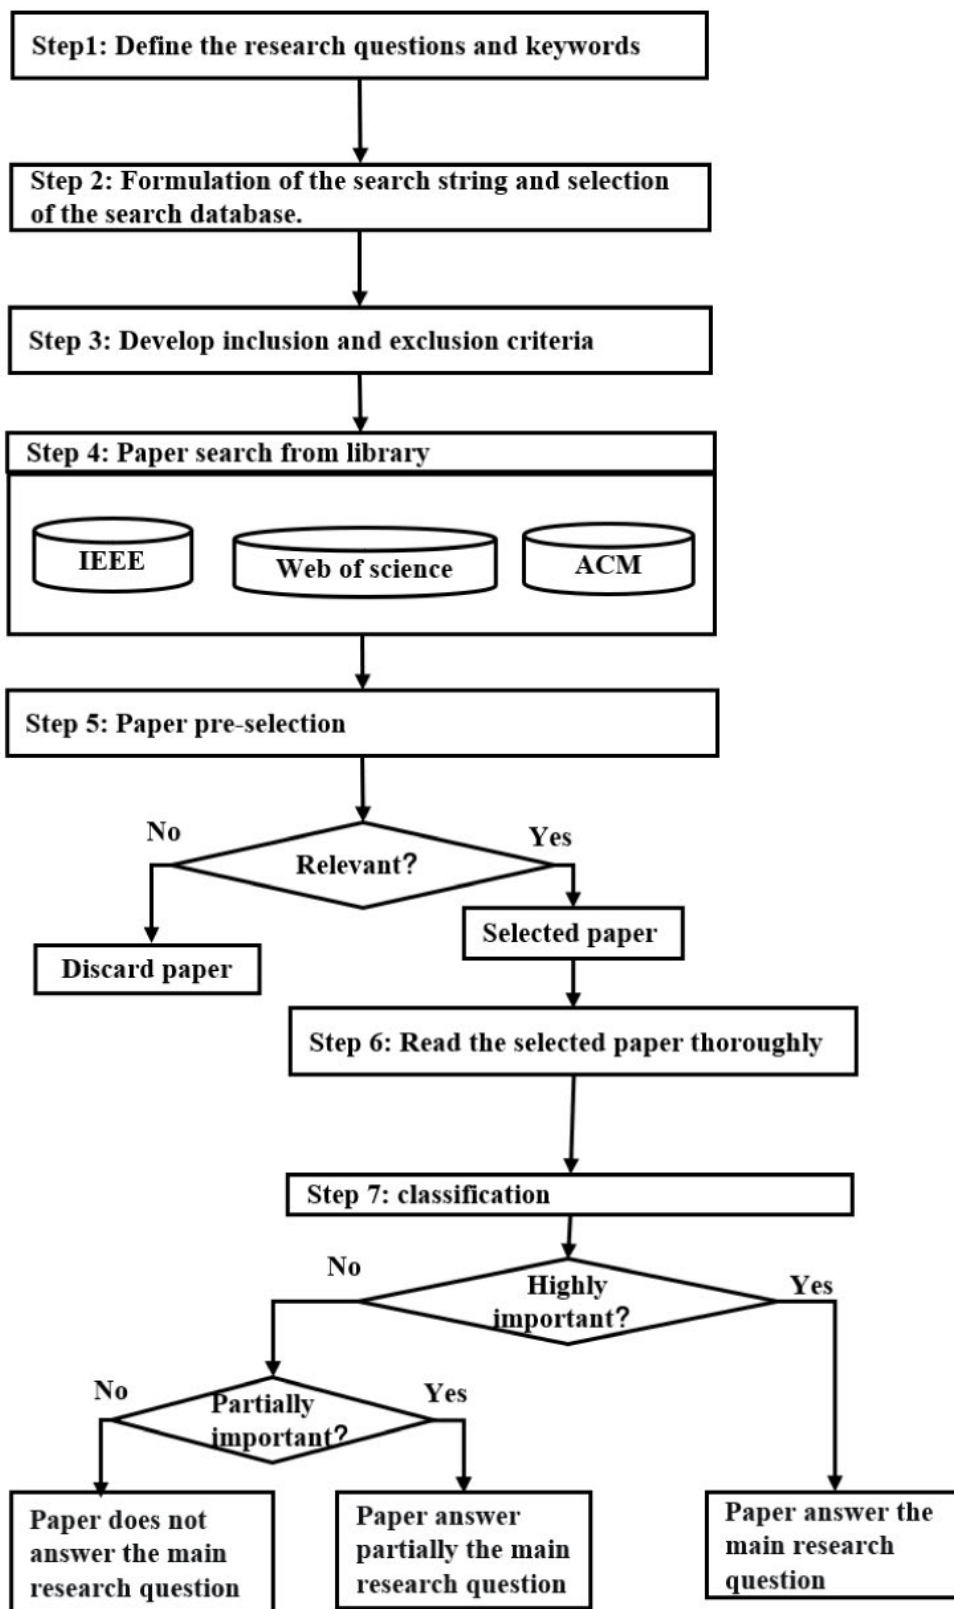 Step1: Define the research questions and keywords
Step 2: Formulation of the search string and selection
of the search database.
Step 3: Develop inclusion and exclusion criteria
Step 4: Paper search from library
IEEE
Web of science
ACM
Step 5: Paper pre-selection
No
Yes
Relevant?
Selected paper
Discard paper
Step 6: Read the selected paper thoroughly
Step 7: classification
No
Yes
Highly
important?
No
Yes
Partially
important?
Paper does not
answer the main
research question
Paper answer
partially the main
research question
Paper answer the
main research
question